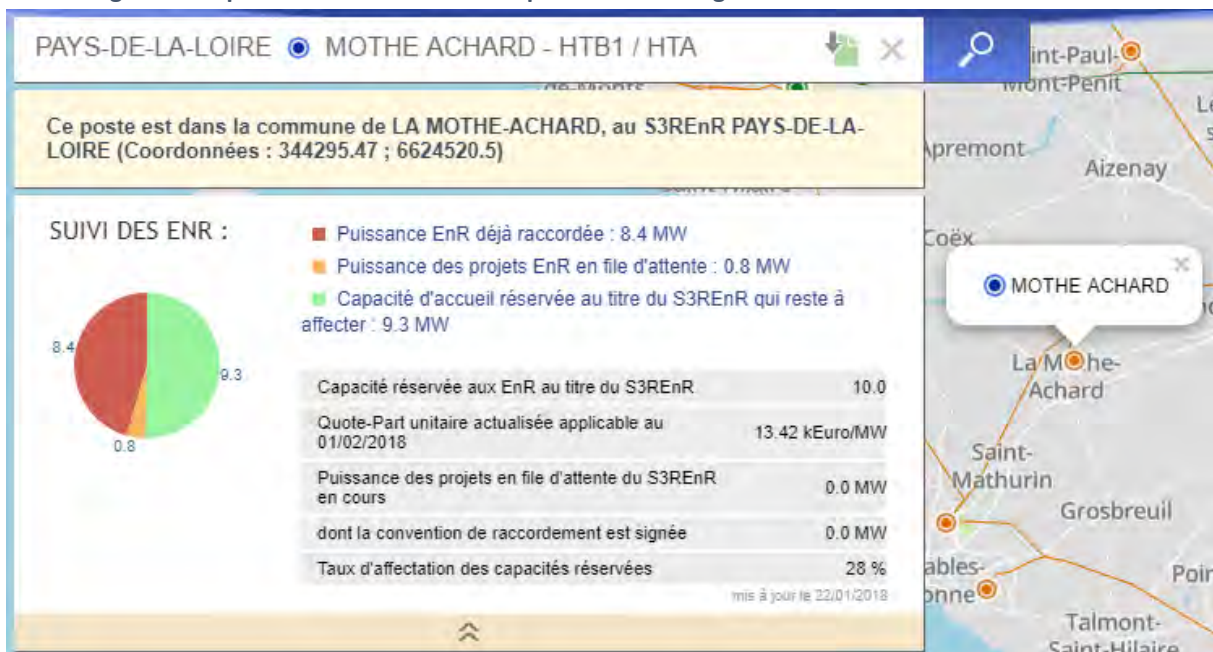 PAYS-DE-LA-LOIRE MOTHE ACHARD - HTB1 / HTA
Ce poste est dans la commune de LA MOTHE-ACHARD, au S3REnR PAYS-DE-LA-
LOIRE (Coordonnées : 344295.47 ; 6624520.5)
SUIVI DES ENR :
Puissance EnR déjà raccordée : 8.4 MW
Puissance des projets EnR en file d'attente : 0.8 MW
Capacité d'accueil réservée au titre du S3REnR qui reste à
affecter : 9.3 MW
8.4
9.3
0.8
Capacité réservée aux EnR au titre du S3REnR 10.0
Quote-Part unitaire actualisée applicable au
01/02/2018 13.42 kEuro/MW
Puissance des projets en file d'attente du S3REnR
en cours 0.0 MW
dont la convention de raccordement est signée 0.0 MW
Taux d'affectation des capacités réservées 28 %
mis à jour le 22/01/2018
int-Paul-
Mont-Penit
Apremont
Aizenay
Coëx
MOTHE ACHARD
La Mothe-
Achard
Saint-
Mathurin
Grosbreuil
ables-
onne
Poir
Talmont-
Saint-Hilaire